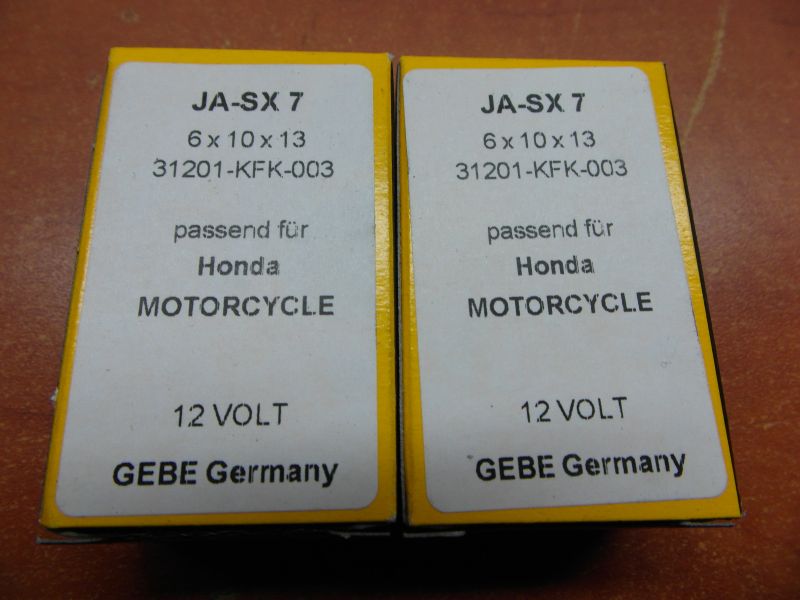 JA-SX 7
6 x 10 x 13
31201-KFK-003
passend für
Honda
MOTORCYCLE
12 VOLT
GEBE Germany
JA-SX 7
6 x 10 x 13
31201-KFK-003
passend für
Honda
MOTORCYCLE
12 VOLT
GEBE Germany